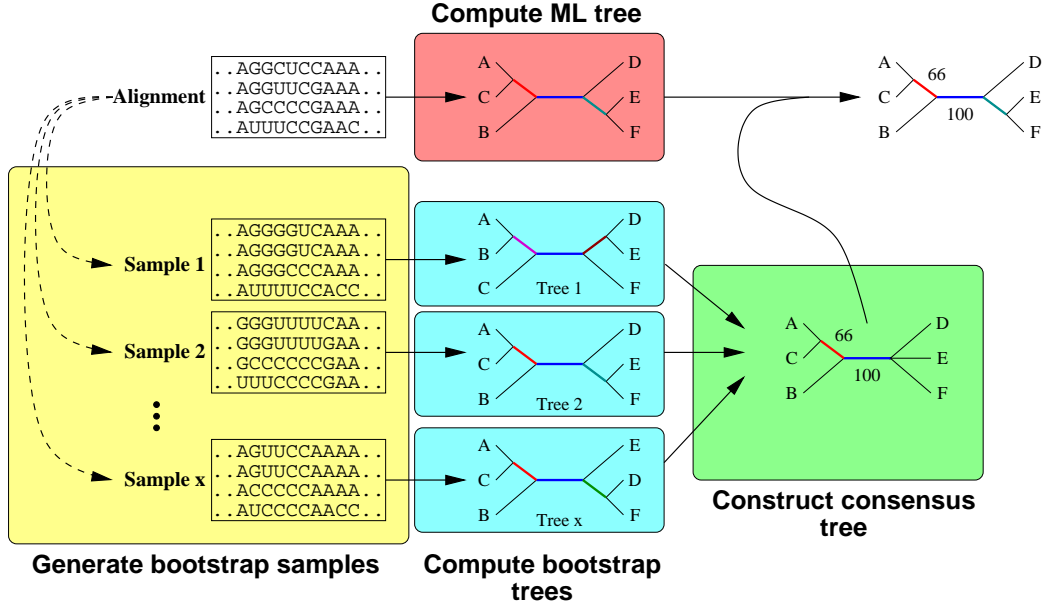 Compute ML tree
Alignment
..AGGCUCCAAA..
..AGGUUCGAAA..
..AGCCCCGAAA..
..AUUUCCGAAC..
A
C
B
D
E
F
A
C
B
66
100
D
E
F
Sample 1
..AGGGGUCAAA..
..AGGGGUCAAA..
..AGGGCCCAAA..
..AUUUUCCACC..
A
B
C
D
E
F
Tree 1
Sample 2
..GGGUUUUCAA..
..GGGUUUUGAA..
..GCCCCCCGAA..
..UUUCCCCGAA..
A
C
B
D
E
F
Tree 2
Sample x
..AGUUCCAAAA..
..AGUUCCAAAA..
..ACCCCCAAAA..
..AUCCCCAACC..
A
C
B
E
D
F
Tree x
A
C
B
66
100
D
E
F
Construct consensus
tree
Generate bootstrap samples
Compute bootstrap
trees